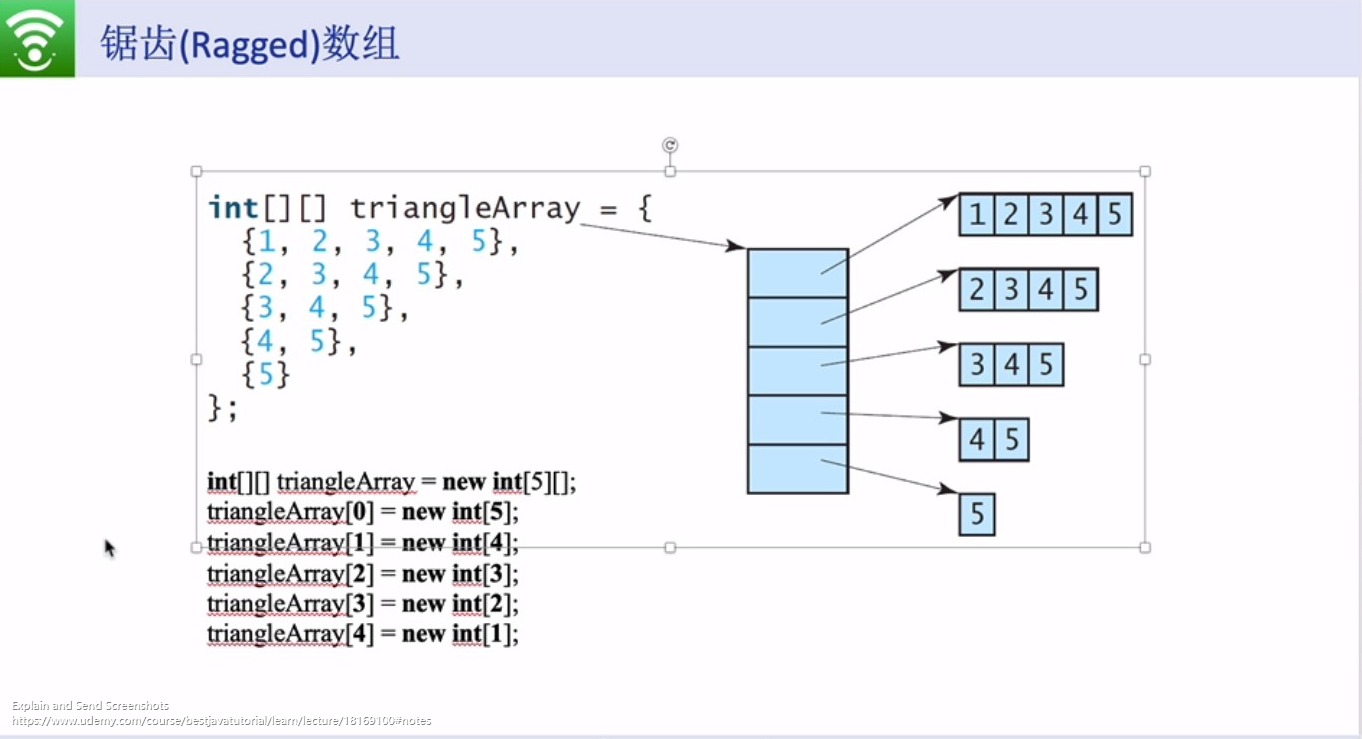 锯齿(Ragged)数组
int[][] triangleArray = {
{1, 2, 3, 4, 5},
{2, 3, 4, 5},
{3, 4, 5},
{4, 5},
{5}
};
1 2 3 4 5
2 3 4 5
3 4 5
4 5
5
int[][] triangleArray = new int[5][];
triangleArray[0] = new int[5];
triangleArray[1] = new int[4];
triangleArray[2] = new int[3];
triangleArray[3] = new int[2];
triangleArray[4] = new int[1];
Explain and Send Screenshots
https://www.udemy.com/course/bestjavatutorial/learn/lecture/18169100#notes